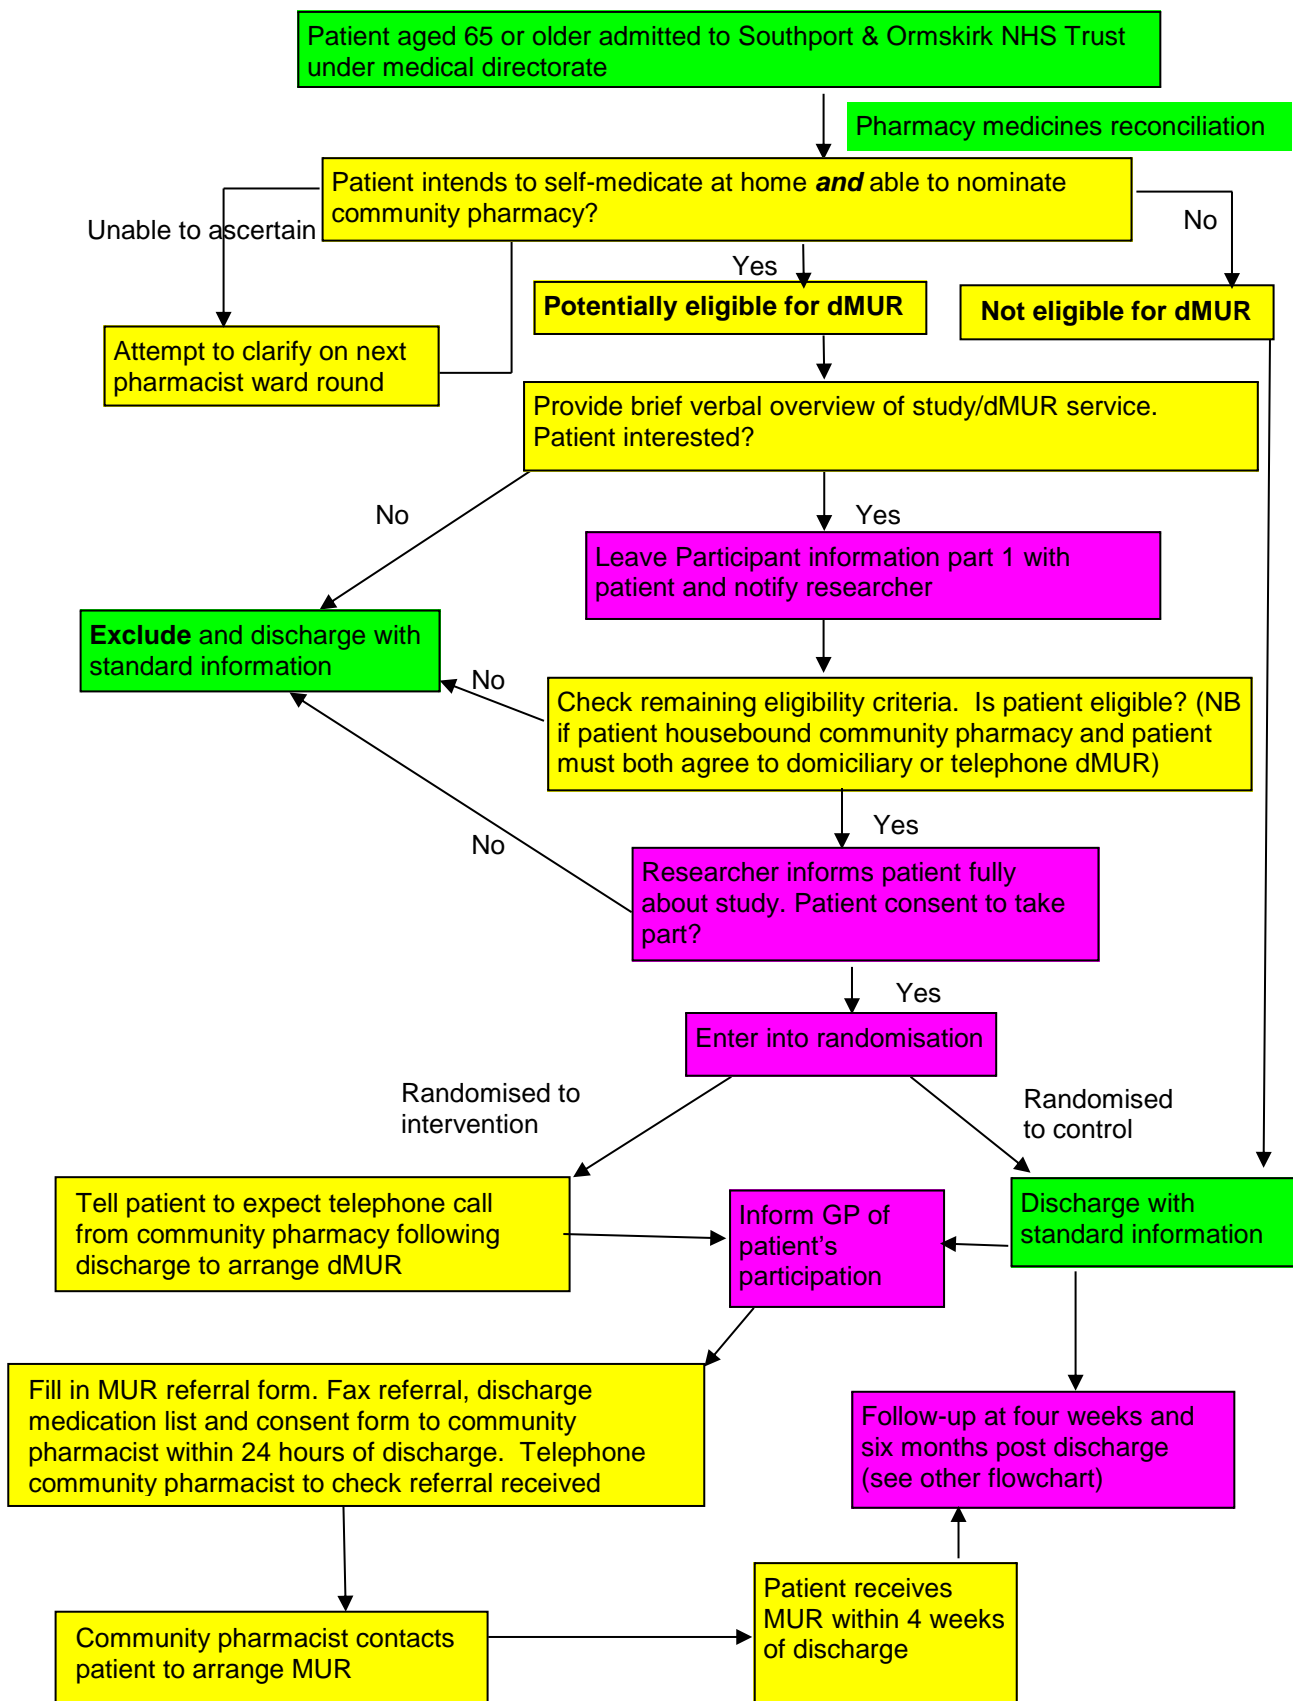 Patient aged 65 or older admitted to Southport & Ormskirk NHS Trust
under medical directorate
Pharmacy medicines reconciliation
Patient intends to self-medicate at home and able to nominate
community pharmacy?
Unable to ascertain
No
Yes
Potentially eligible for dMUR
Not eligible for dMUR
Attempt to clarify on next
pharmacist ward round
Provide brief verbal overview of study/dMUR service.
Patient interested?
No
Yes
Leave Participant information part 1 with
patient and notify researcher
Exclude and discharge with
standard information
No
Check remaining eligibility criteria.  Is patient eligible? (NB
if patient housebound community pharmacy and patient
must both agree to domiciliary or telephone dMUR)
Yes
No
Researcher informs patient fully
about study. Patient consent to take
part?
Yes
Enter into randomisation
Randomised to
intervention
Randomised
to control
Tell patient to expect telephone call
from community pharmacy following
discharge to arrange dMUR
Inform GP of
patient's
participation
Discharge with
standard information
Fill in MUR referral form. Fax referral, discharge
medication list and consent form to community
pharmacist within 24 hours of discharge.  Telephone
community pharmacist to check referral received
Follow-up at four weeks and
six months post discharge
(see other flowchart)
Patient receives
MUR within 4 weeks
of discharge
Community pharmacist contacts
patient to arrange MUR